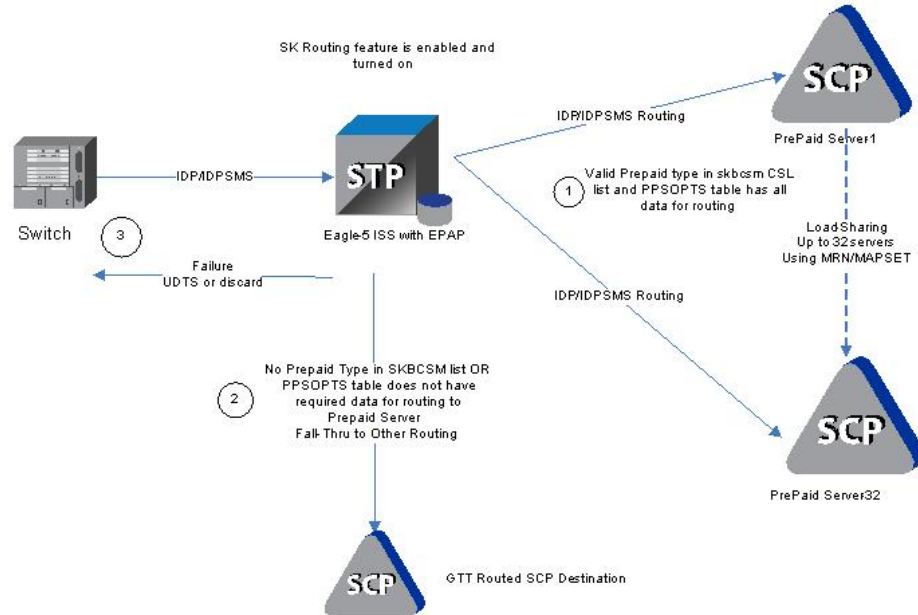 SK Routing feature is enabled and
turned on
SCP
IDP/IDPSMS Routing
PrePaid Server1
IDP/IDPSMS
STP
1
Valid Prepaid type in skbcsm CSL
list and PPSOPTS table has all
data for routing
Switch
3
Eagle-5 ISS with EPAP
Load-Sharing
Up to 32 servers
Using MRN/MAPSET
Failure
UDTS or discard
IDP/IDPSMS Routing
2
No Prepaid Type in SKBCSM list OR
PPSOPTS table does not have
required data for routing to
Prepaid Server
Fall-Thru to Other Routing
SCP
PrePaid Server32
SCP
GTT Routed SCP Destination